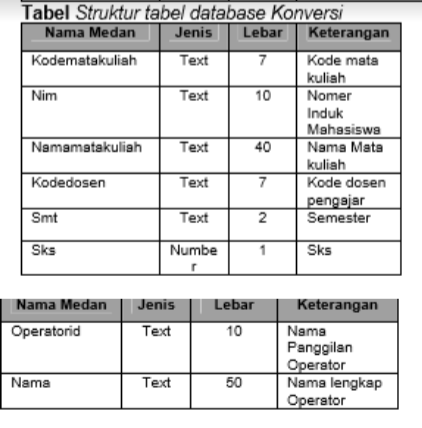 Tabel Struktur tabel database Konversi
Nama Medan Jenis Lebar Keterangan
Kodematakuliah Text 7 Kode mata
kuliah
Nim Text 10 Nomer
Induk
Mahasiswa
Namamatakuliah Text 40 Nama Mata
kuliah
Kodedosen Text 7 Kode dosen
pengajar
Smt Text 2 Semester
Sks Numbe 1 Sks
r
Nama Medan Jenis Lebar Keterangan
Operatorid Text 10 Nama
Panggilan
Operator
Nama Text 50 Nama lengkap
Operator